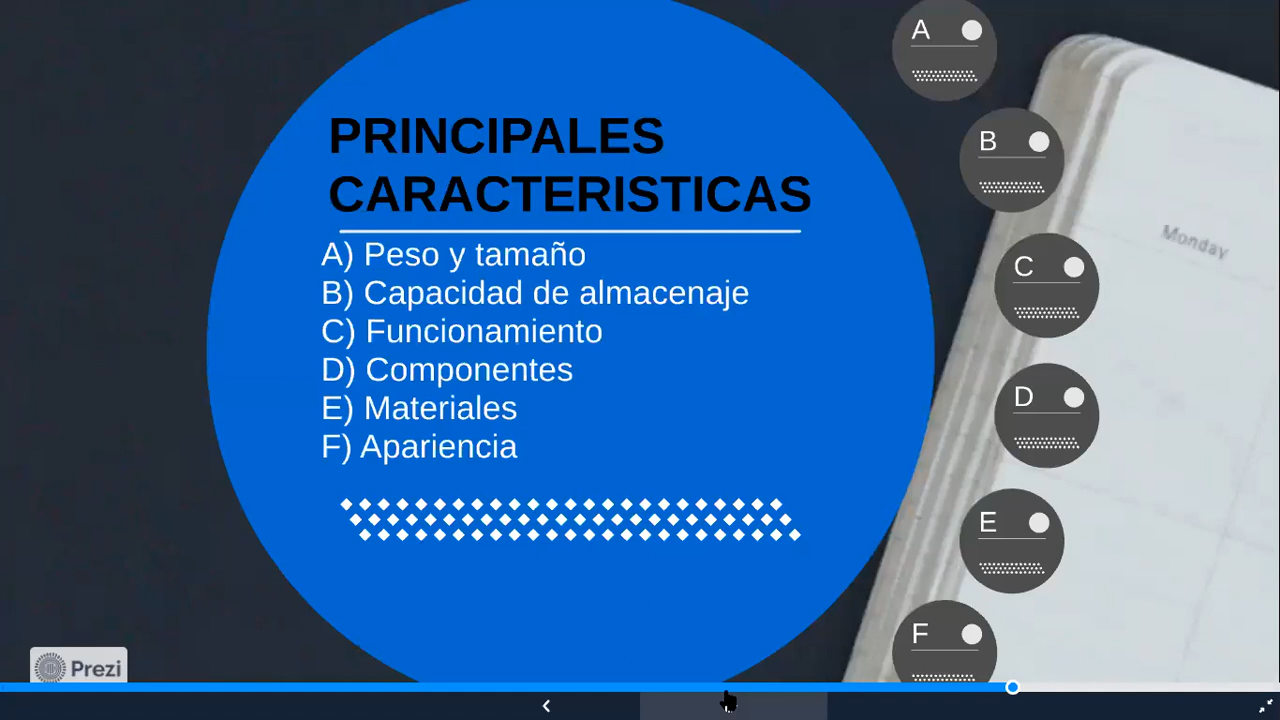 PRINCIPALES
CARACTERISTICAS
A) Peso y tamaño
B) Capacidad de almacenaje
C) Funcionamiento
D) Componentes
E) Materiales
F) Apariencia
A
B
C
D
E
F
Monday
Prezi